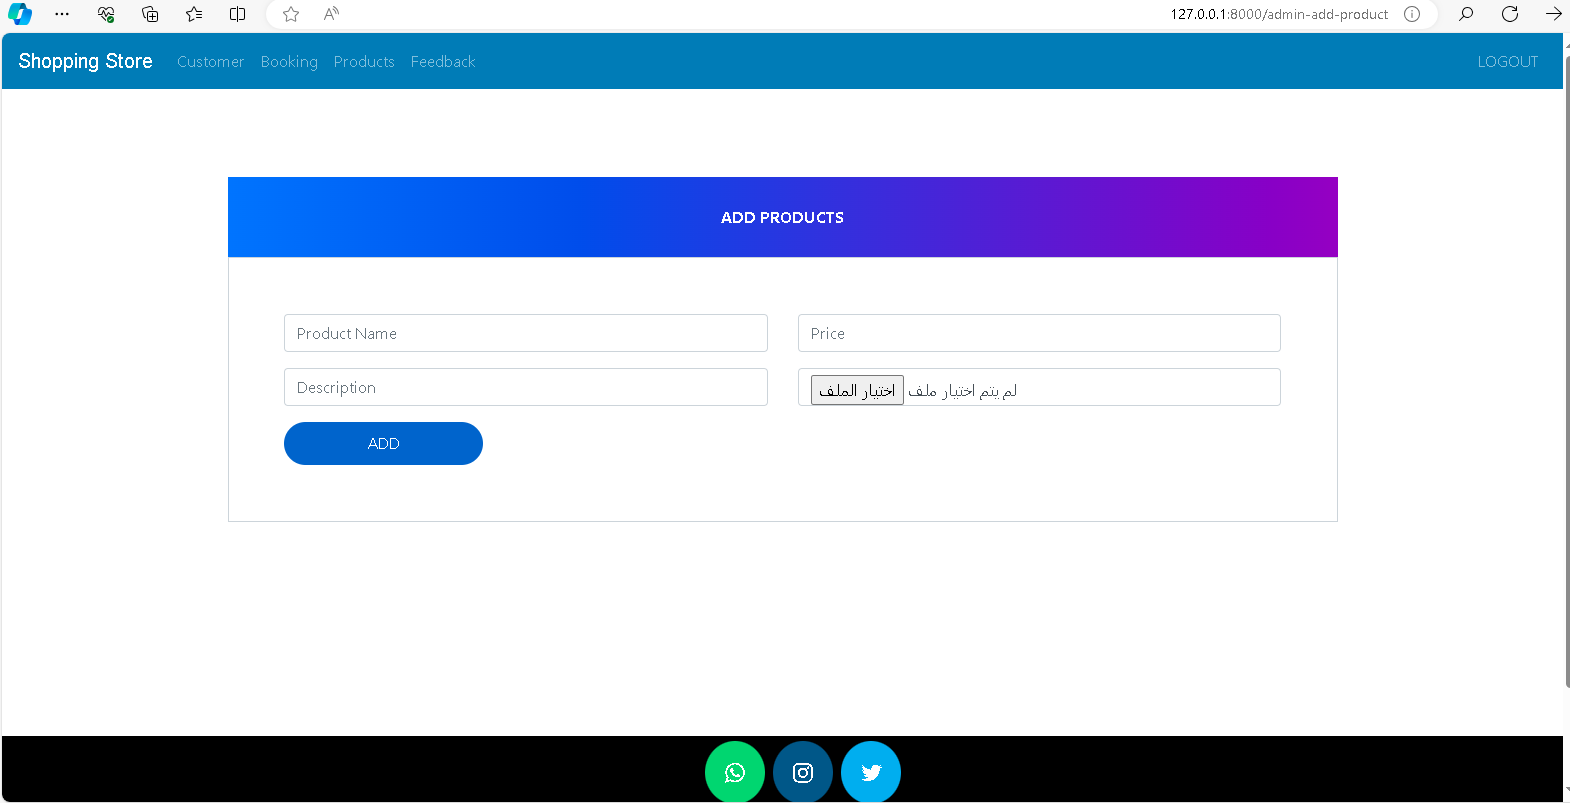 127.0.0.1:8000/admin-add-product
Shopping Store Customer Booking Products Feedback LOGOUT
ADD PRODUCTS
Product Name Price
Description اختيار الملف لم يتم اختيار ملف
ADD